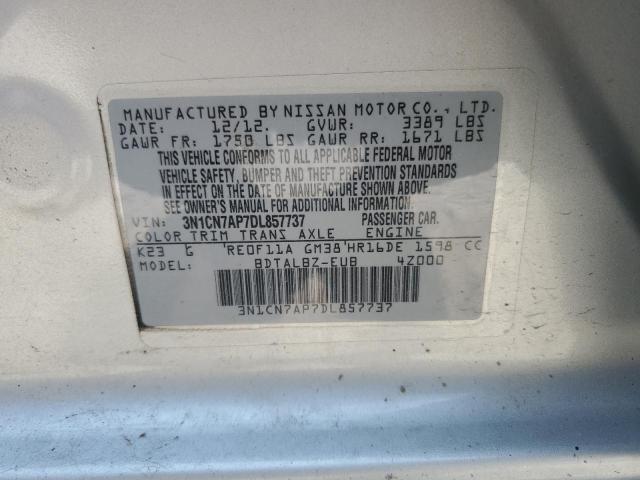 MANUFACTURED BY NISSAN MOTOR CO., LTD.
DATE: 12/12. GVWR: 3389 LBS
GAWR FR: 1750 LBS GAWR RR: 1671 LBS
THIS VEHICLE CONFORMS TO ALL APPLICABLE FEDERAL MOTOR
VEHICLE SAFETY, BUMPER AND THEFT PREVENTION STANDARDS
IN EFFECT ON THE DATE OF MANUFACTURE SHOWN ABOVE.
SEE OWNER'S MANUAL FOR ADDITIONAL INFORMATION.
VIN: 3N1CN7AP7DL857737 PASSENGER CAR.
COLOR TRIM TRANS AXLE ENGINE
K23 G RE0F11A GM38 HR16DE 1598 CC
MODEL: BDTALBZ-EUB 4Z000
3N1CN7AP7DL857737